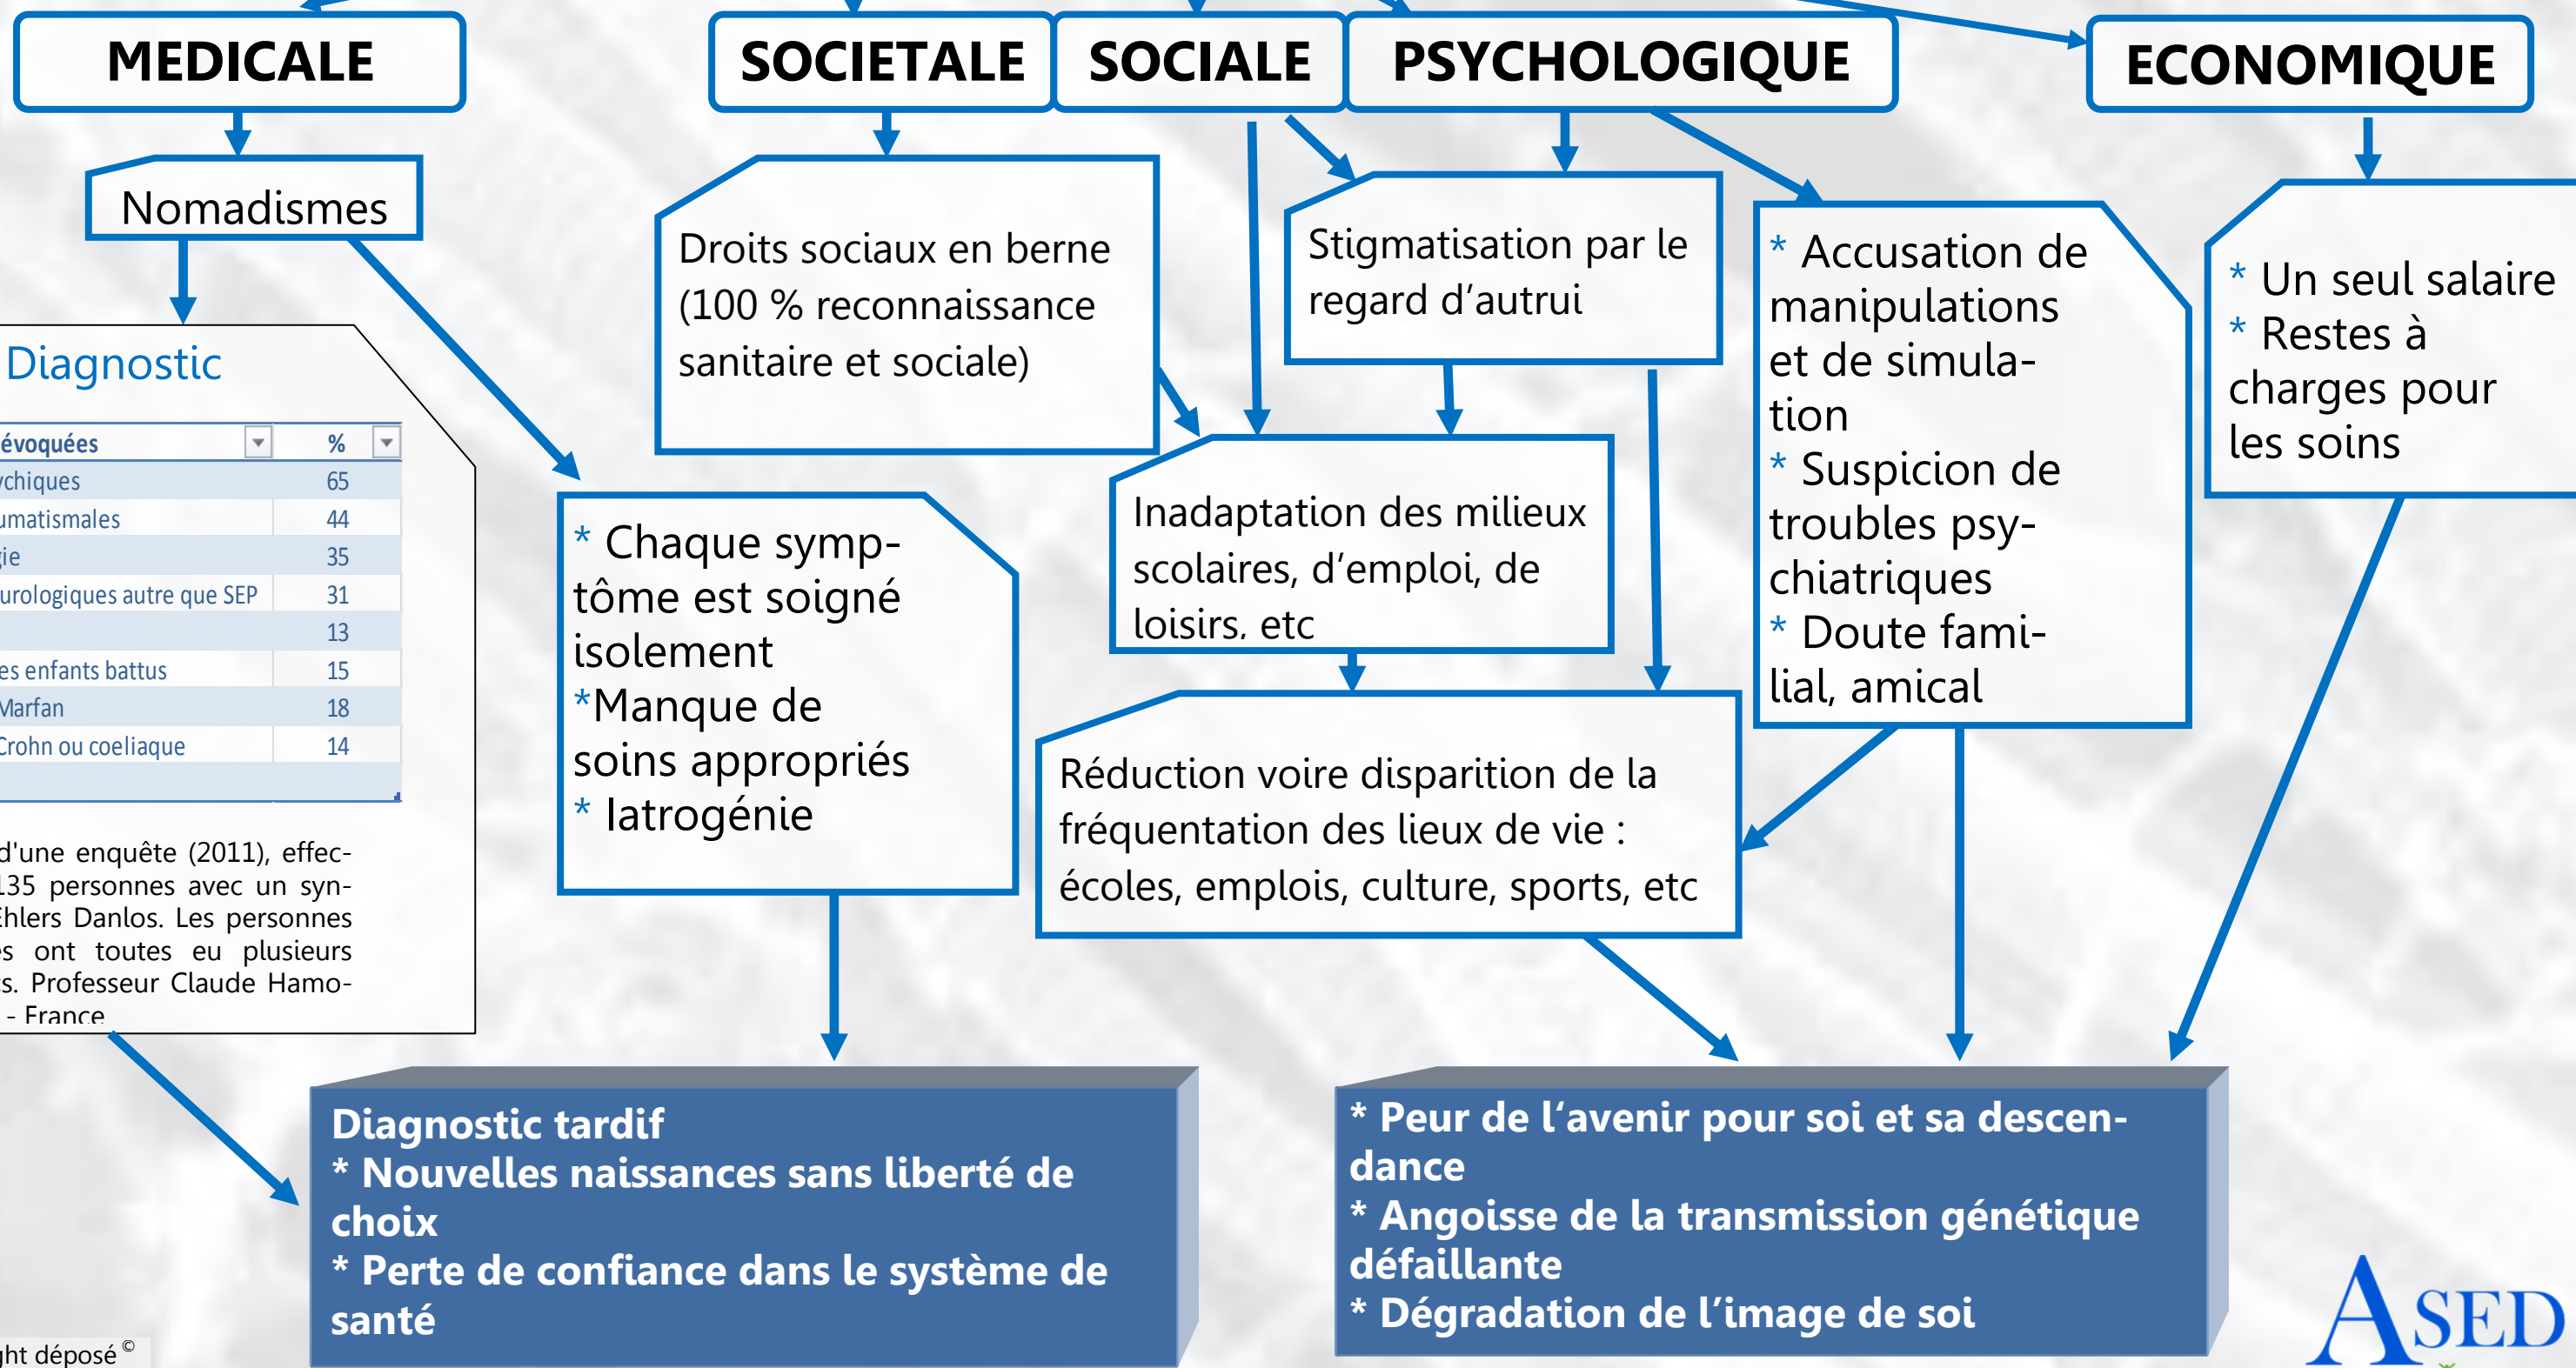 MEDICALE
SOCIETALE
SOCIALE
PSYCHOLOGIQUE
ECONOMIQUE
Nomadismes
Diagnostic
évoquées %
ychiques 65
umatismales 44
gie 35
urologiques autre que SEP 31
13
es enfants battus 15
Marfan 18
Crohn ou coeliaque 14
d'une enquête (2011), effec-
135 personnes avec un syn-
Ehlers Danlos. Les personnes
es ont toutes eu plusieurs
s. Professeur Claude Hamo-
- France
* Chaque symp-
tôme est soigné
isolement
*Manque de
soins appropriés
* Iatrogénie
Droits sociaux en berne
(100 % reconnaissance
sanitaire et sociale)
Stigmatisation par le
regard d’autrui
Inadaptation des milieux
scolaires, d’emploi, de
loisirs, etc
Réduction voire disparition de la
fréquentation des lieux de vie :
écoles, emplois, culture, sports, etc
* Accusation de
manipulations
et de simula-
tion
* Suspicion de
troubles psy-
chiatriques
* Doute fami-
lial, amical
* Un seul salaire
* Restes à
charges pour
les soins
Diagnostic tardif
* Nouvelles naissances sans liberté de
choix
* Perte de confiance dans le système de
santé
* Peur de l‘avenir pour soi et sa descen-
dance
* Angoisse de la transmission génétique
défaillante
* Dégradation de l’image de soi
ght déposé ©
ASED